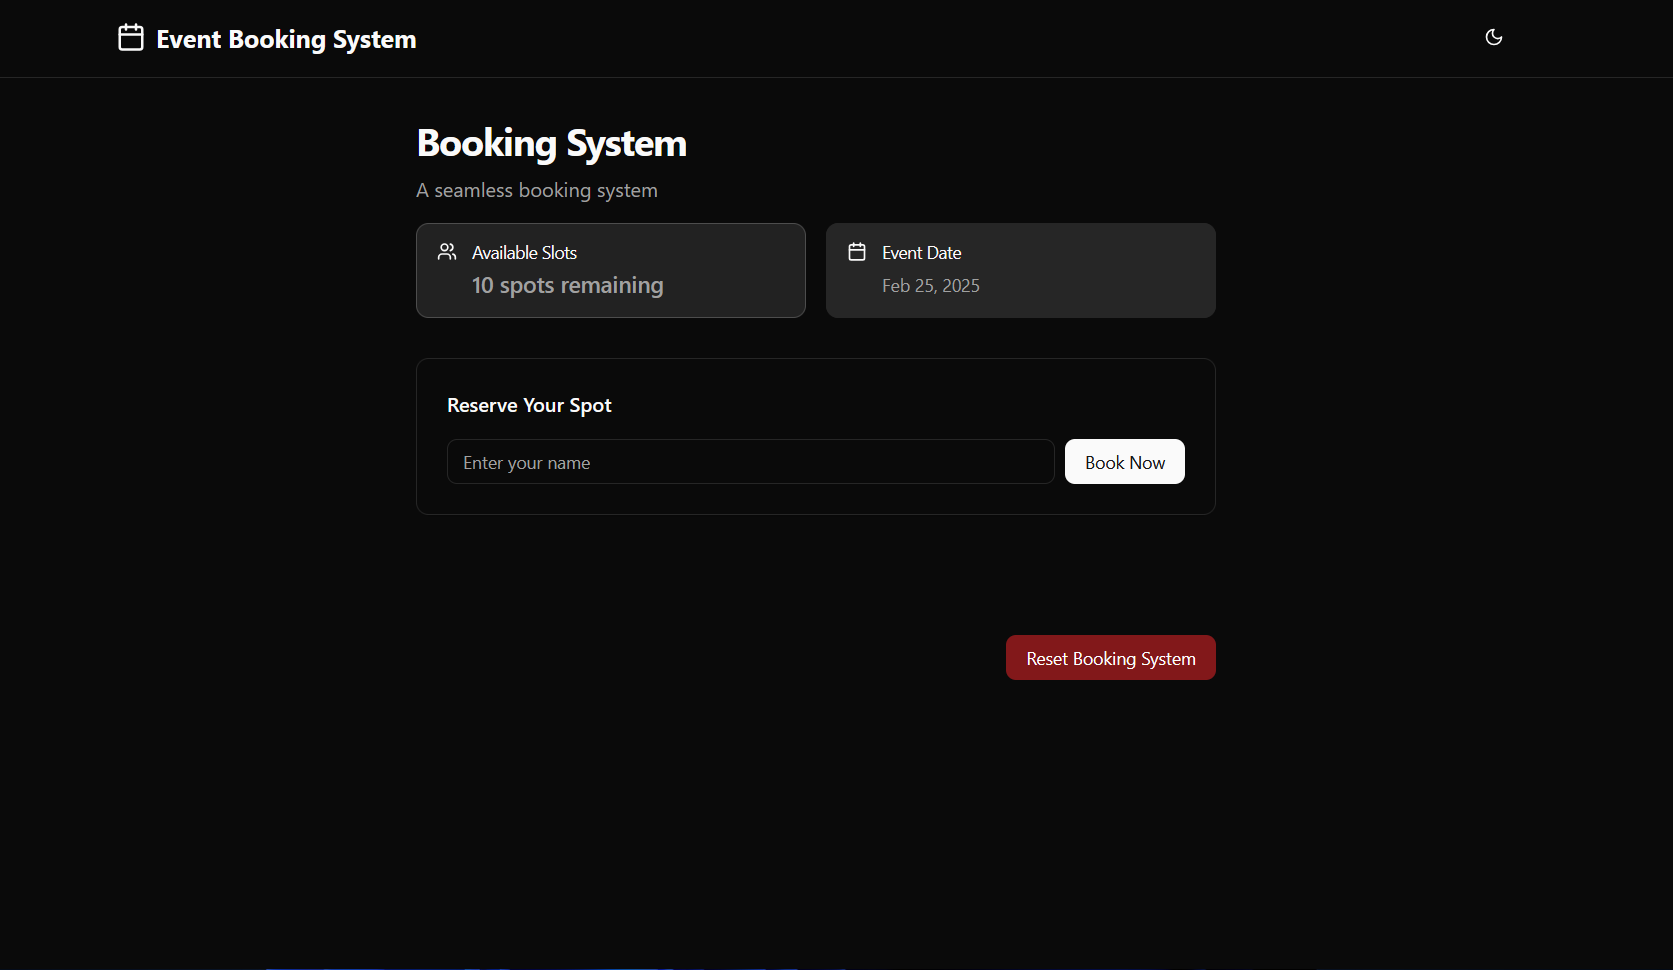 Event Booking System
Booking System
A seamless booking system
Available Slots
10 spots remaining
Event Date
Feb 25, 2025
Reserve Your Spot
Enter your name
Book Now
Reset Booking System